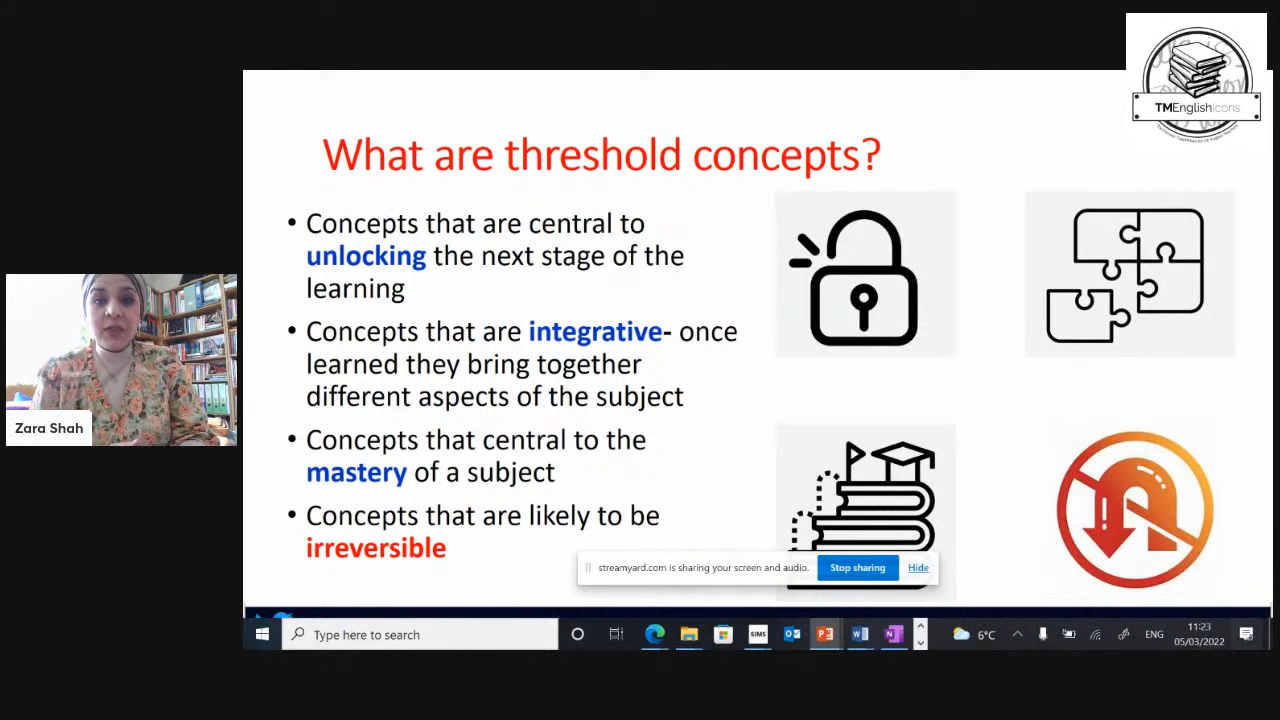 TMEnglishicons
What are threshold concepts?
• Concepts that are central to
unlocking the next stage of the
learning
• Concepts that are integrative- once
learned they bring together
different aspects of the subject
• Concepts that central to the
mastery of a subject
• Concepts that are likely to be
irreversible
Zara Shah
streamyard.com is sharing your screen and audio.
Stop sharing
Hide
Type here to search
SIMS
6°C
ENG
11:23
05/03/2022